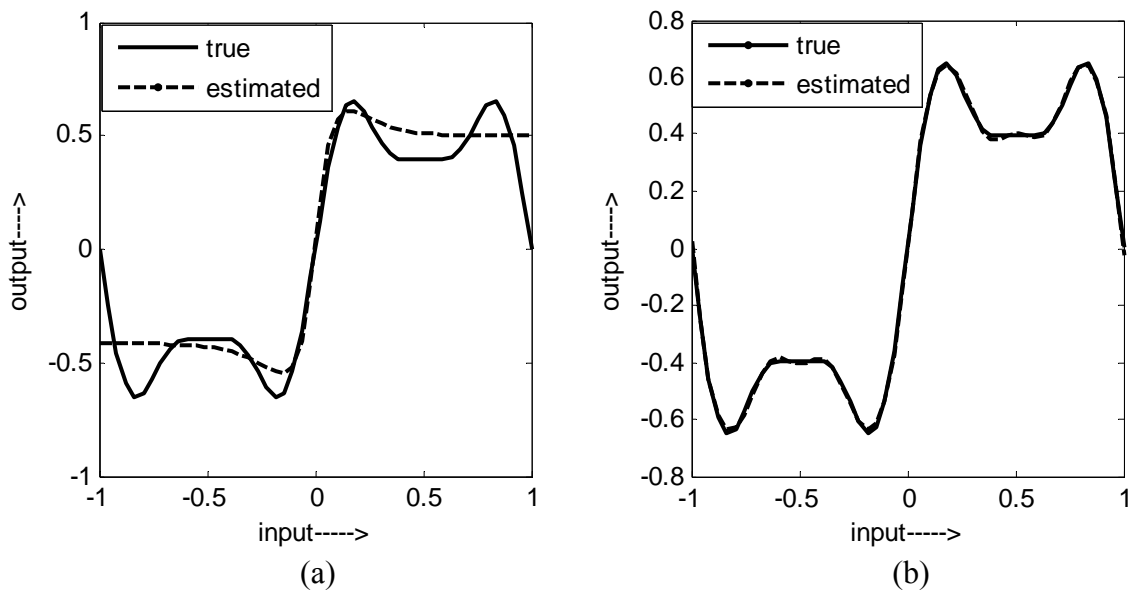 1
0.5
0
-0.5
-1
-1
-0.5
0
0.5
1
output---->
input----->
true
estimated
(a)
0.8
0.6
0.4
0.2
0
-0.2
-0.4
-0.6
-0.8
-1
-0.5
0
0.5
1
output---->
input----->
true
estimated
(b)